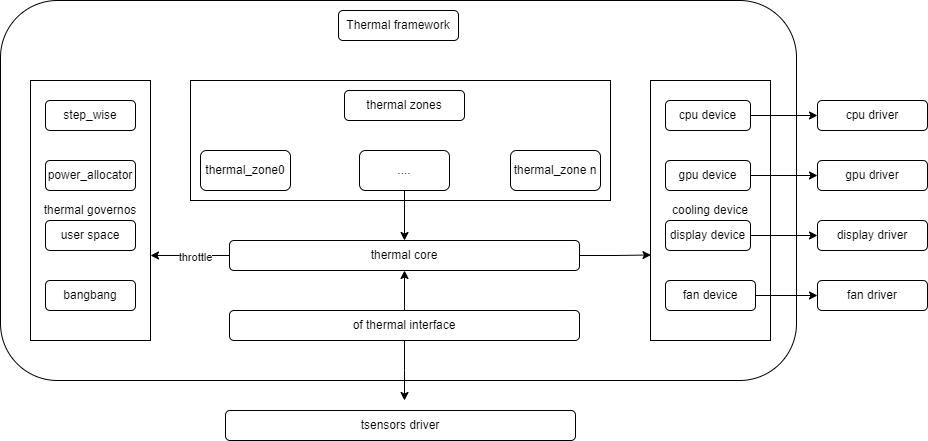 Thermal framework
step_wise
power_allocator
thermal governos
user space
bangbang
thermal zones
thermal_zone0
....
thermal_zone n
throttle
thermal core
of thermal interface
tsensors driver
cpu device
gpu device
cooling device
display device
fan device
cpu driver
gpu driver
display driver
fan driver